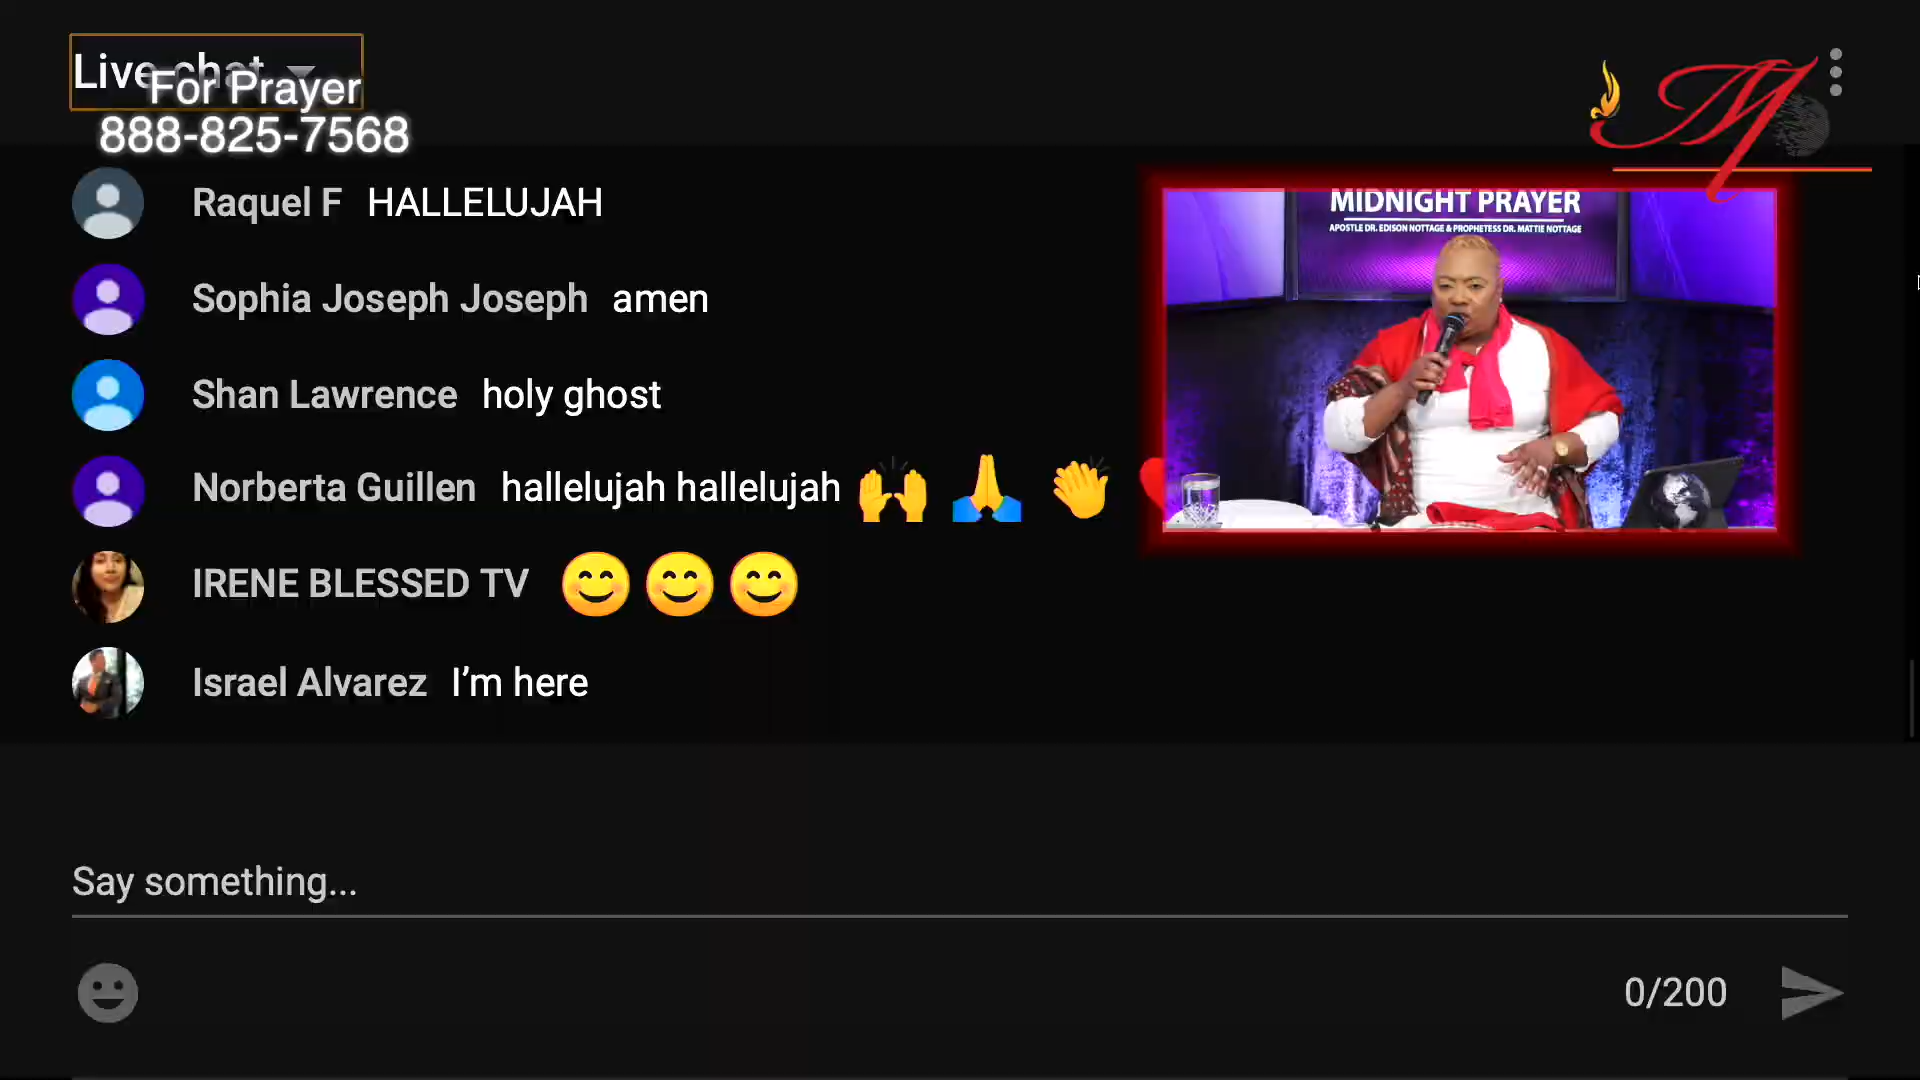 Live chat
For Prayer
888-825-7568
M
MIDNIGHT PRAYER
APOSTLE DR. EDISON NOTTAGE & PROPHETESS DR. MATTIE NOTTAGE
Raquel F HALLELUJAH
Sophia Joseph Joseph amen
Shan Lawrence holy ghost
Norberta Guillen hallelujah hallelujah 🙌 🙏 👏
IRENE BLESSED TV 😊 😊 😊
Israel Alvarez I’m here
Say something...
0/200